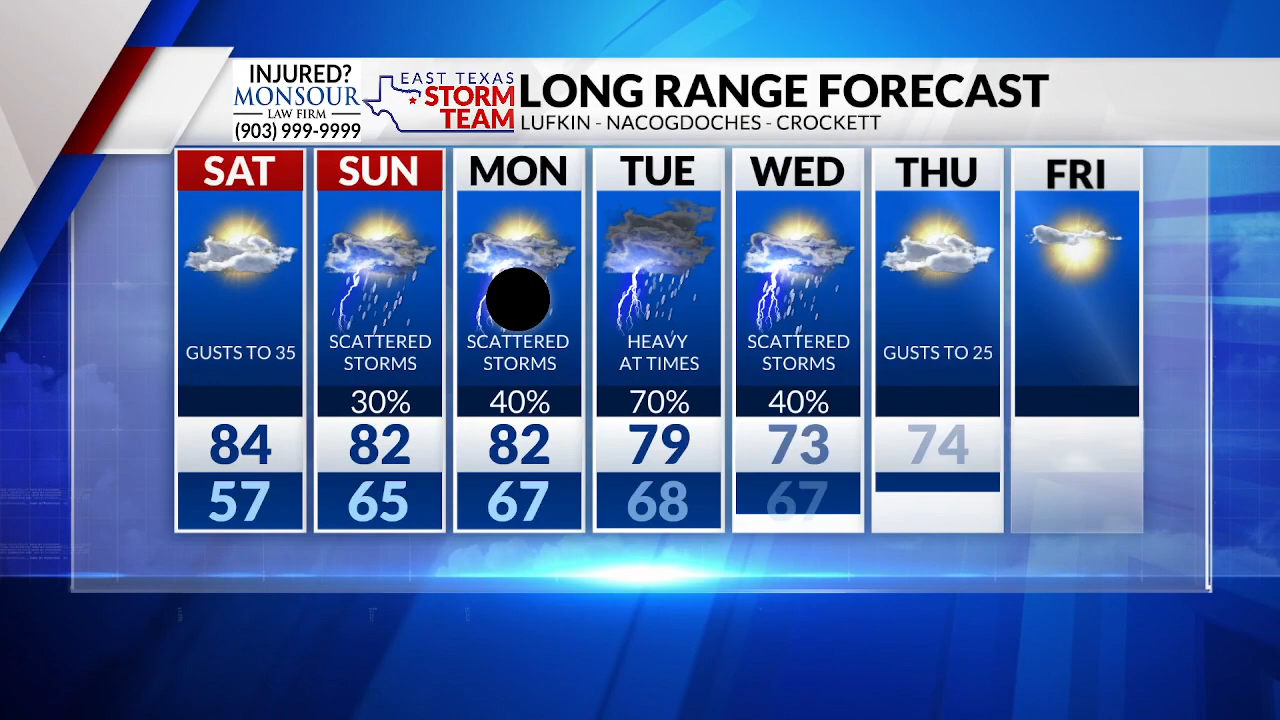 INJURED?
MONSOUR
LAW FIRM
(903) 999-9999
EAST TEXAS
STORM
TEAM
LONG RANGE FORECAST
LUFKIN - NACOGDOCHES - CROCKETT
SAT SUN MON TUE WED THU FRI
GUSTS TO 35
SCATTERED
STORMS
SCATTERED
STORMS
HEAVY
AT TIMES
SCATTERED
STORMS
GUSTS TO 25
30% 40% 70% 40%
84 82 82 79 73 74
57 65 67 68 67